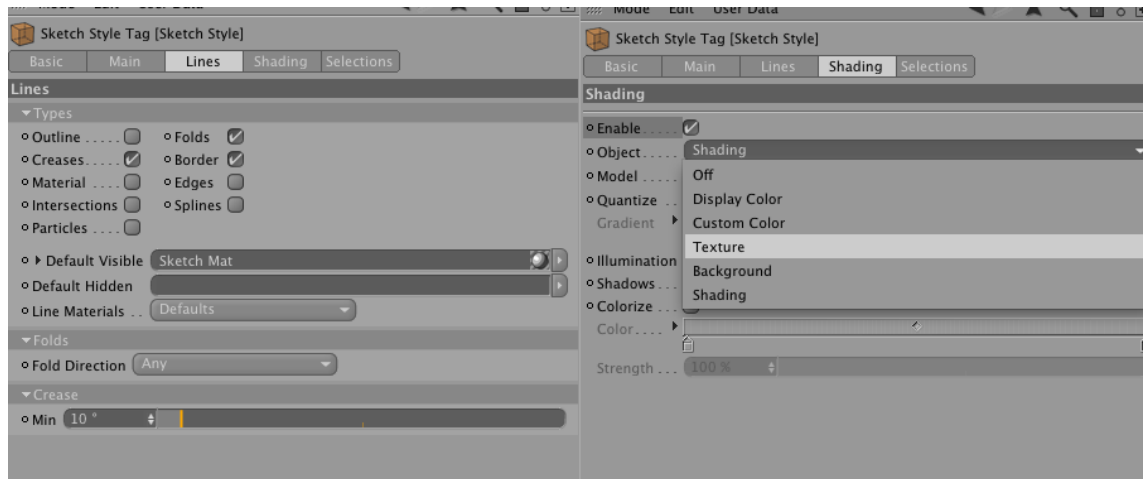 Mode Edit User Data
Sketch Style Tag [Sketch Style]
Basic Main Lines Shading Selections
Lines
Types
Outline ..... Folds
Creases..... Border
Material .... Edges
Intersections Splines
Particles ....
Default Visible Sketch Mat
Default Hidden
Line Materials .. Defaults
Folds
Fold Direction Any
Crease
Min 10 °
Mode Edit User Data
Sketch Style Tag [Sketch Style]
Basic Main Lines Shading Selections
Shading
Enable.....
Object..... Shading
Model ..... Off
Quantize .. Display Color
Gradient Custom Color
Texture
Illumination Background
Shadows... Shading
Colorize ...
Color....
Strength ... 100 %